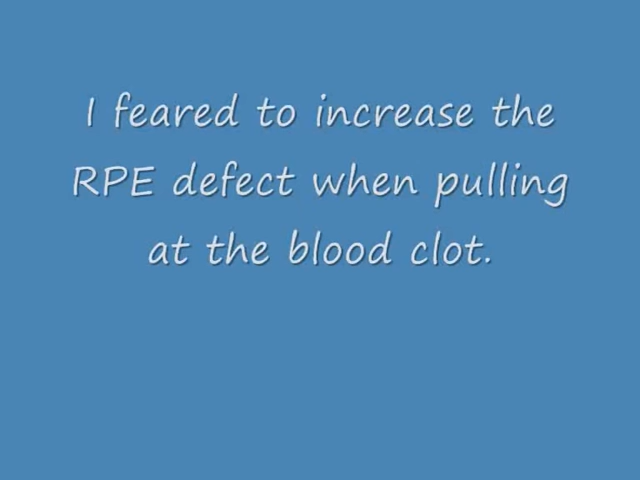 I feared to increase the
RPE defect when pulling
at the blood clot.